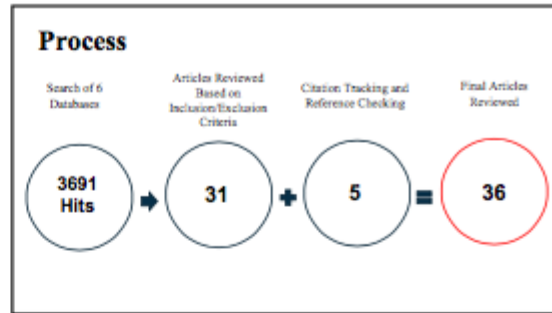 Process
Search of 6
Databases
Articles Reviewed
Based on
Inclusion/Exclusion
Criteria
Citation Tracking and
Reference Checking
Final Articles
Reviewed
3691
Hits
31
5
36